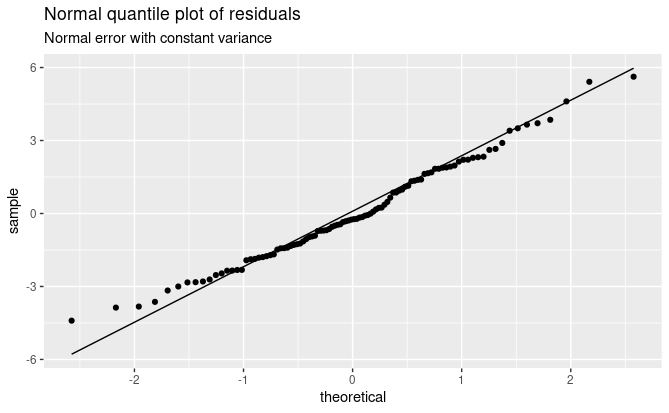 Normal quantile plot of residuals
Normal error with constant variance
6
3
0
-3
-6
sample
-2
-1
0
1
2
theoretical